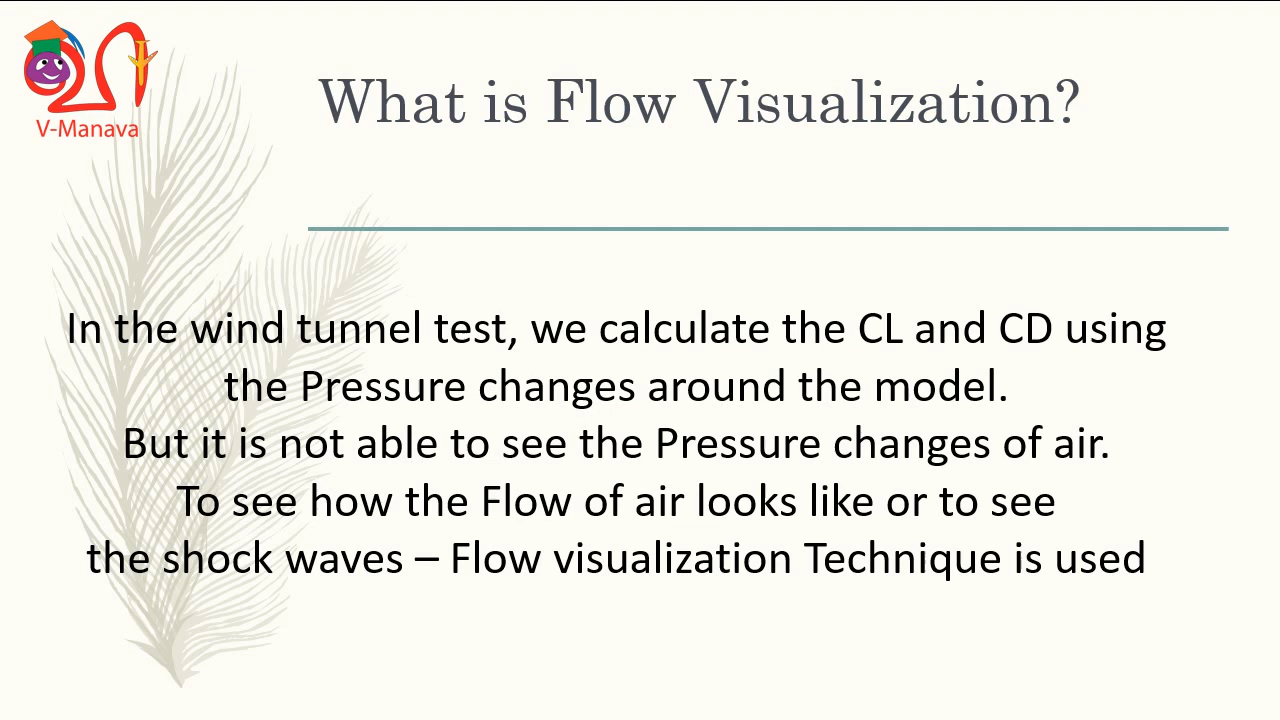 V-Manava
What is Flow Visualization?
In the wind tunnel test, we calculate the CL and CD using
the Pressure changes around the model.
But it is not able to see the Pressure changes of air.
To see how the Flow of air looks like or to see
the shock waves – Flow visualization Technique is used